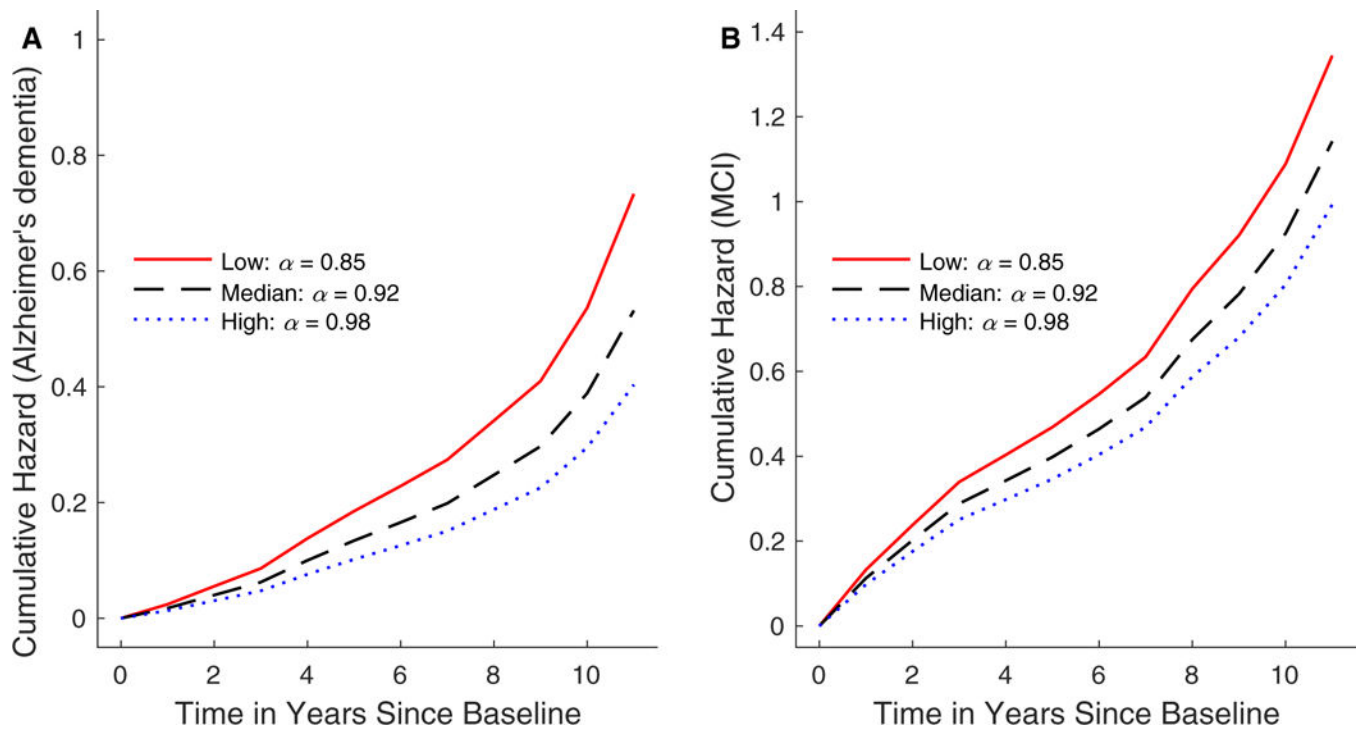 A
Cumulative Hazard (Alzheimer's dementia)
1
0.8
0.6
0.4
0.2
0
Low: α = 0.85
Median: α = 0.92
High: α = 0.98
0 2 4 6 8 10
Time in Years Since Baseline
B
Cumulative Hazard (MCI)
1.4
1.2
1
0.8
0.6
0.4
0.2
0
Low: α = 0.85
Median: α = 0.92
High: α = 0.98
0 2 4 6 8 10
Time in Years Since Baseline